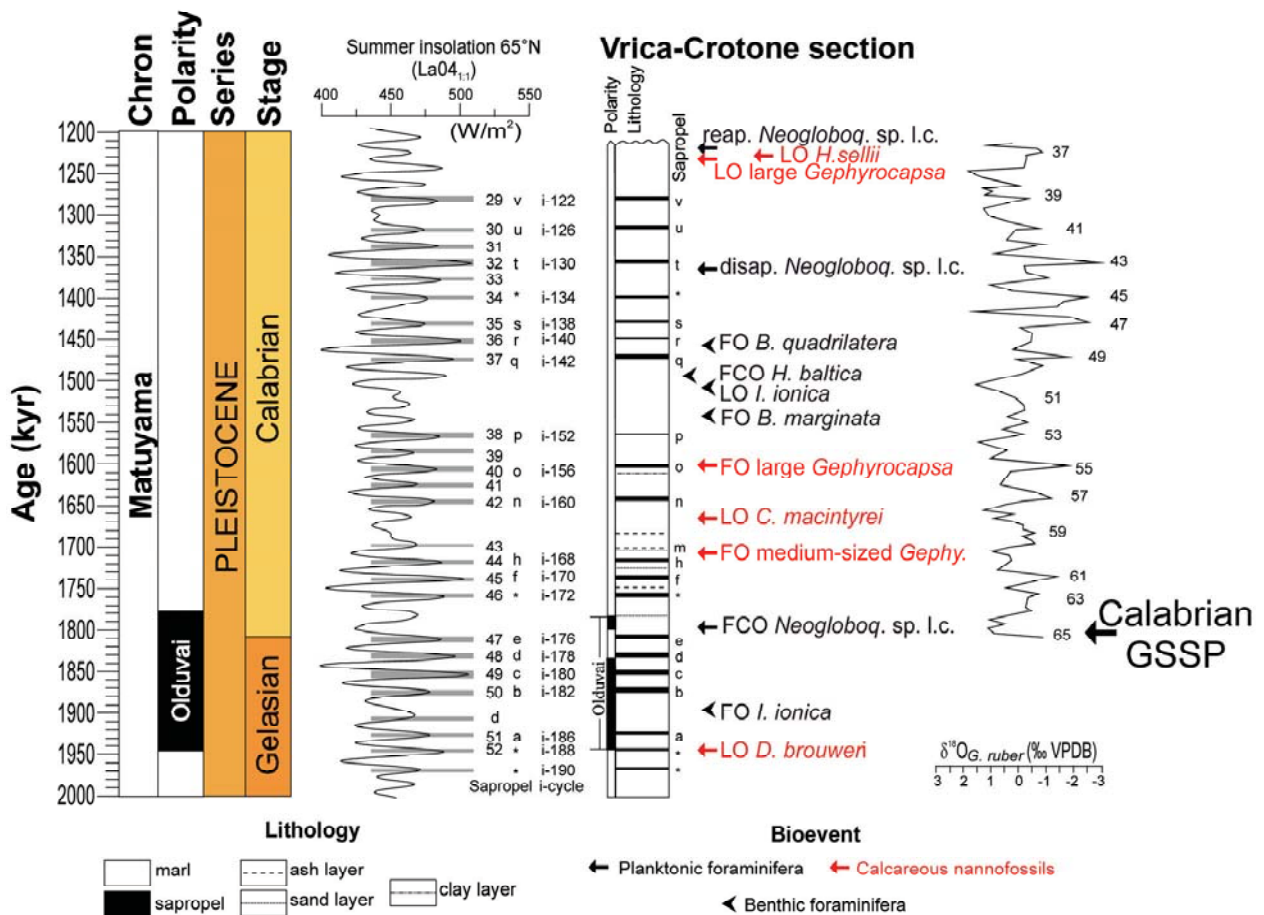 Chron
Polarity
Series
Stage
Summer insolation 65°N
(La04₁:₁)
400 450 500 550
(W/m²)
Vrica-Crotone section
Polarity
Lithology
Sapropel
Age (kyr)
1200
1250
1300
1350
1400
1450
1500
1550
1600
1650
1700
1750
1800
1850
1900
1950
2000
Matuyama
Olduvai
PLEISTOCENE
Calabrian
Gelasian
29 v i-122
30 u i-126
31
32 t i-130
33
34 * i-134
35 s i-138
36 r i-140
37 q i-142
38 p i-152
39
40 o i-156
41
42 n i-160
43
44 h i-168
45 f i-170
46 * i-172
47 e i-176
48 d i-178
49 c i-180
50 b i-182
d
51 a i-186
52 * i-188
* i-190
Sapropel i-cycle
Olduvai
v
u
t
*
s
r
q
p
o
n
m
h
f
*
e
d
c
b
a
*
*
reap. Neogloboq. sp. l.c.
LO H.sellii
LO large Gephyrocapsa
disap. Neogloboq. sp. l.c.
FO B. quadrilatera
FCO H. baltica
LO I. ionica
FO B. marginata
FO large Gephyrocapsa
LO C. macintyrei
FO medium-sized Gephy.
FCO Neogloboq. sp. l.c.
FO I. ionica
LO D. brouweri
37
39
41
43
45
47
49
51
53
55
57
59
61
63
65
Calabrian
GSSP
δ¹⁸O G. ruber (‰ VPDB)
3 2 1 0 -1 -2 -3
Lithology
marl
sapropel
ash layer
sand layer
clay layer
Bioevent
Planktonic foraminifera
Calcareous nannofossils
Benthic foraminifera